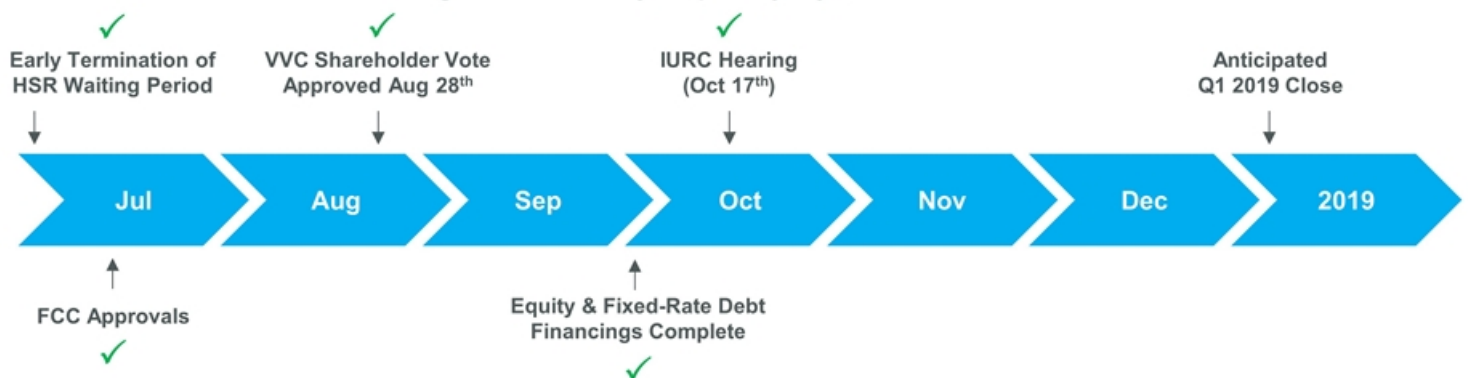 Early Termination of
HSR Waiting Period
VVC Shareholder Vote
Approved Aug 28th
IURC Hearing
(Oct 17th)
Anticipated
Q1 2019 Close
Jul
Aug
Sep
Oct
Nov
Dec
2019
FCC Approvals
Equity & Fixed-Rate Debt
Financings Complete